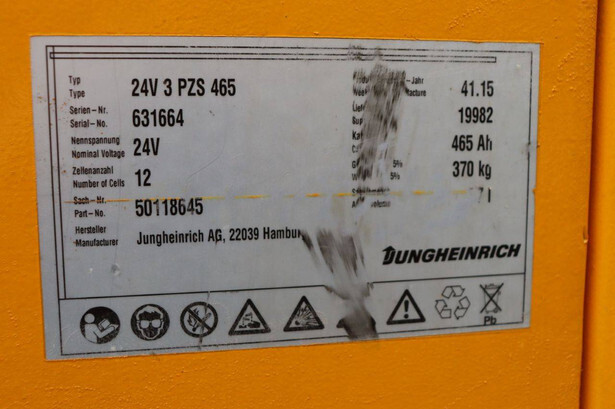 Typ
Type
24V 3 PZS 465
Serien-Nr.
Serial-No.
631664
Nennspannung
Nominal Voltage
24V
Zellenanzahl
Number of Cells
12
Sach-Nr.
Part-No.
50118645
Hersteller
Manufacturer
Jungheinrich AG, 22039
-Jahr
41.15
19982
465 Ah
5%
5%
370 kg
l
JUNGHEINRICH
Pb